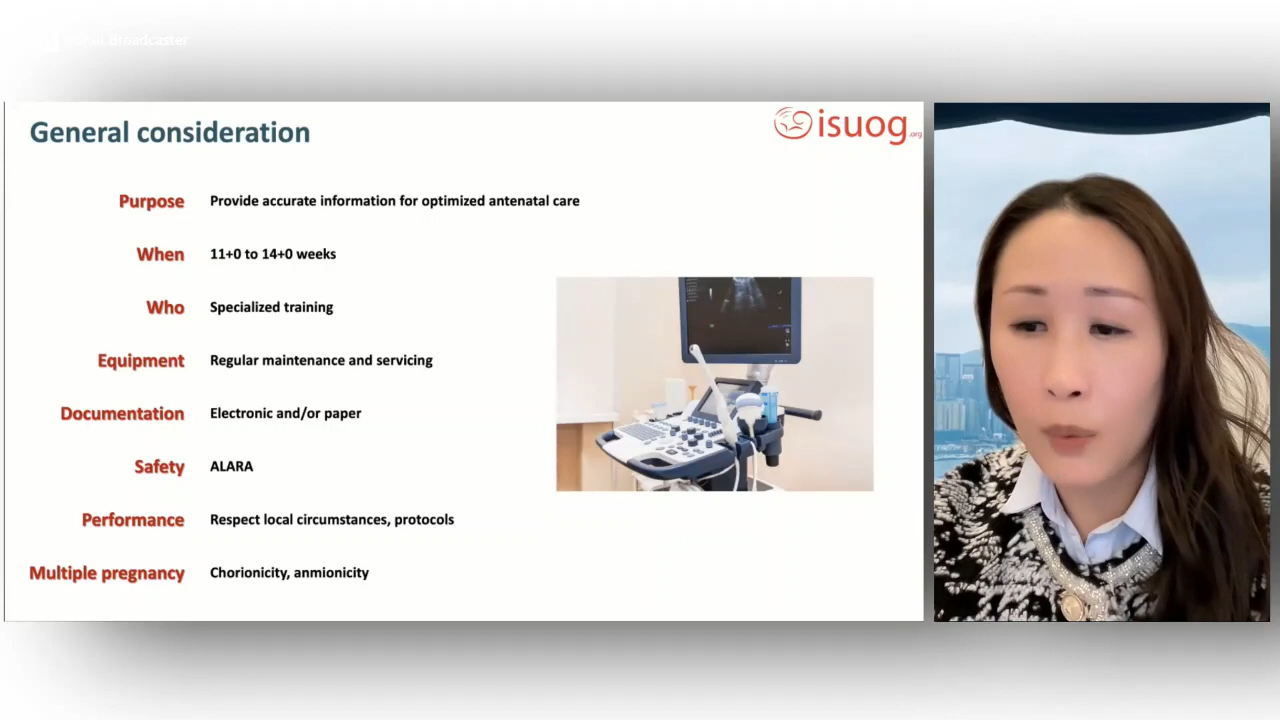 Broadcaster
General consideration
isuog.org
Purpose Provide accurate information for optimized antenatal care
When 11+0 to 14+0 weeks
Who Specialized training
Equipment Regular maintenance and servicing
Documentation Electronic and/or paper
Safety ALARA
Performance Respect local circumstances, protocols
Multiple pregnancy Chorionicity, anmionicity